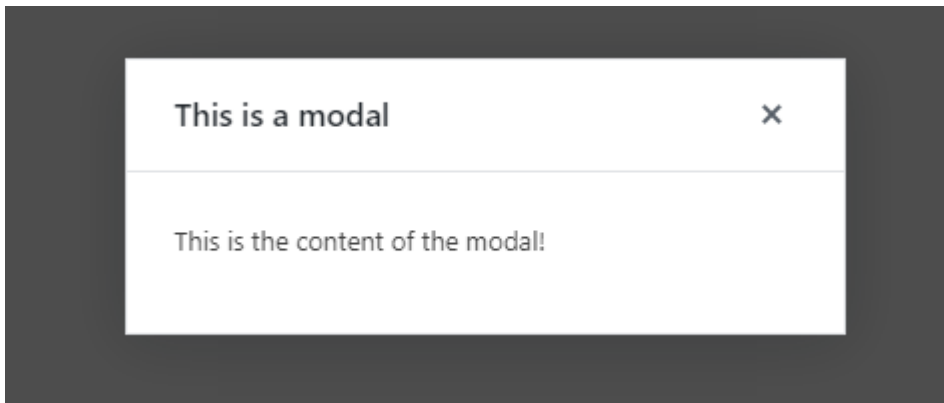 This is a modal
This is the content of the modal!